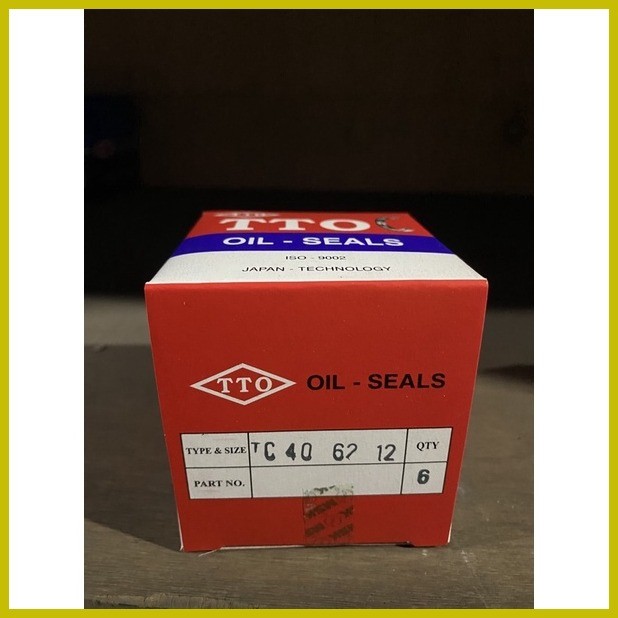 TTO
TTO
OIL - SEALS
ISO - 9002
JAPAN - TECHNOLOGY
TTO OIL - SEALS
TYPE & SIZE TC 40 62 12 QTY
PART NO. 6